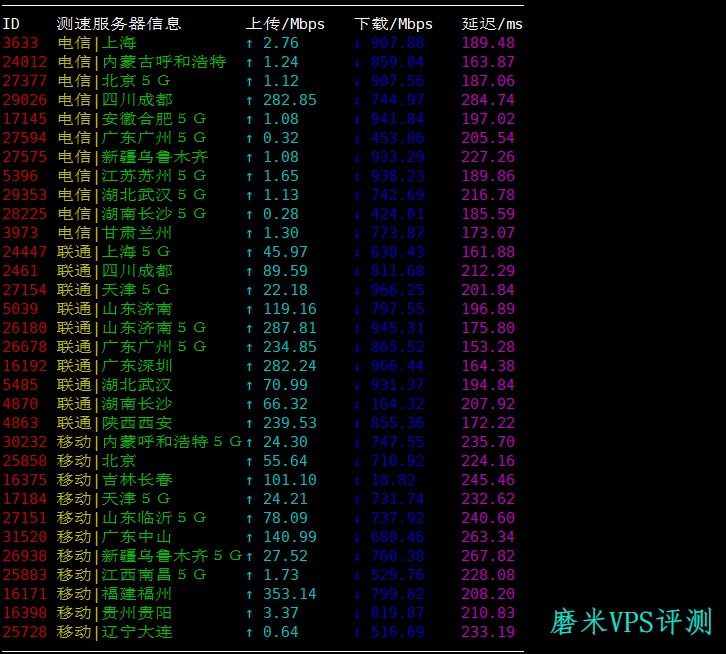 ID 测速服务器信息 上传/Mbps 下载/Mbps 延迟/ms
3633 电信|上海 ↑ 2.76 ↓ 907.88 189.48
24012 电信|内蒙古呼和浩特 ↑ 1.24 ↓ 859.04 163.87
27377 电信|北京5G ↑ 1.12 ↓ 907.56 187.06
29026 电信|四川成都 ↑ 282.85 ↓ 744.97 284.74
17145 电信|安徽合肥5G ↑ 1.08 ↓ 941.84 197.02
27594 电信|广东广州5G ↑ 0.32 ↓ 453.06 205.54
27575 电信|新疆乌鲁木齐 ↑ 1.08 ↓ 933.29 227.26
5396 电信|江苏苏州5G ↑ 1.65 ↓ 938.23 189.86
29353 电信|湖北武汉5G ↑ 1.13 ↓ 742.69 216.78
28225 电信|湖南长沙5G ↑ 0.28 ↓ 424.01 185.59
3973 电信|甘肃兰州 ↑ 1.30 ↓ 773.87 173.07
24447 联通|上海5G ↑ 45.97 ↓ 638.43 161.88
2461 联通|四川成都 ↑ 89.59 ↓ 811.68 212.29
27154 联通|天津5G ↑ 22.18 ↓ 966.25 201.84
5039 联通|山东济南 ↑ 119.16 ↓ 797.55 196.89
26180 联通|山东济南5G ↑ 287.81 ↓ 945.31 175.80
26678 联通|广东广州5G ↑ 234.85 ↓ 865.52 153.28
16192 联通|广东深圳 ↑ 282.24 ↓ 966.44 164.38
5485 联通|湖北武汉 ↑ 70.99 ↓ 931.37 194.84
4870 联通|湖南长沙 ↑ 66.32 ↓ 164.32 207.92
4863 联通|陕西西安 ↑ 239.53 ↓ 855.36 172.22
30232 移动|内蒙呼和浩特5G ↑ 24.30 ↓ 747.55 235.70
25858 移动|北京 ↑ 55.64 ↓ 710.92 224.16
16375 移动|吉林长春 ↑ 101.10 ↓ 18.82 245.46
17184 移动|天津5G ↑ 24.21 ↓ 731.74 232.62
27151 移动|山东临沂5G ↑ 78.09 ↓ 737.92 240.60
31520 移动|广东中山 ↑ 140.99 ↓ 680.46 263.34
26938 移动|新疆乌鲁木齐5G ↑ 27.52 ↓ 760.38 267.82
25883 移动|江西南昌5G ↑ 1.73 ↓ 529.76 228.08
16171 移动|福建福州 ↑ 353.14 ↓ 799.62 208.20
16398 移动|贵州贵阳 ↑ 3.37 ↓ 819.87 210.83
25728 移动|辽宁大连 ↑ 0.64 ↓ 516.69 233.19
磨米VPS评测